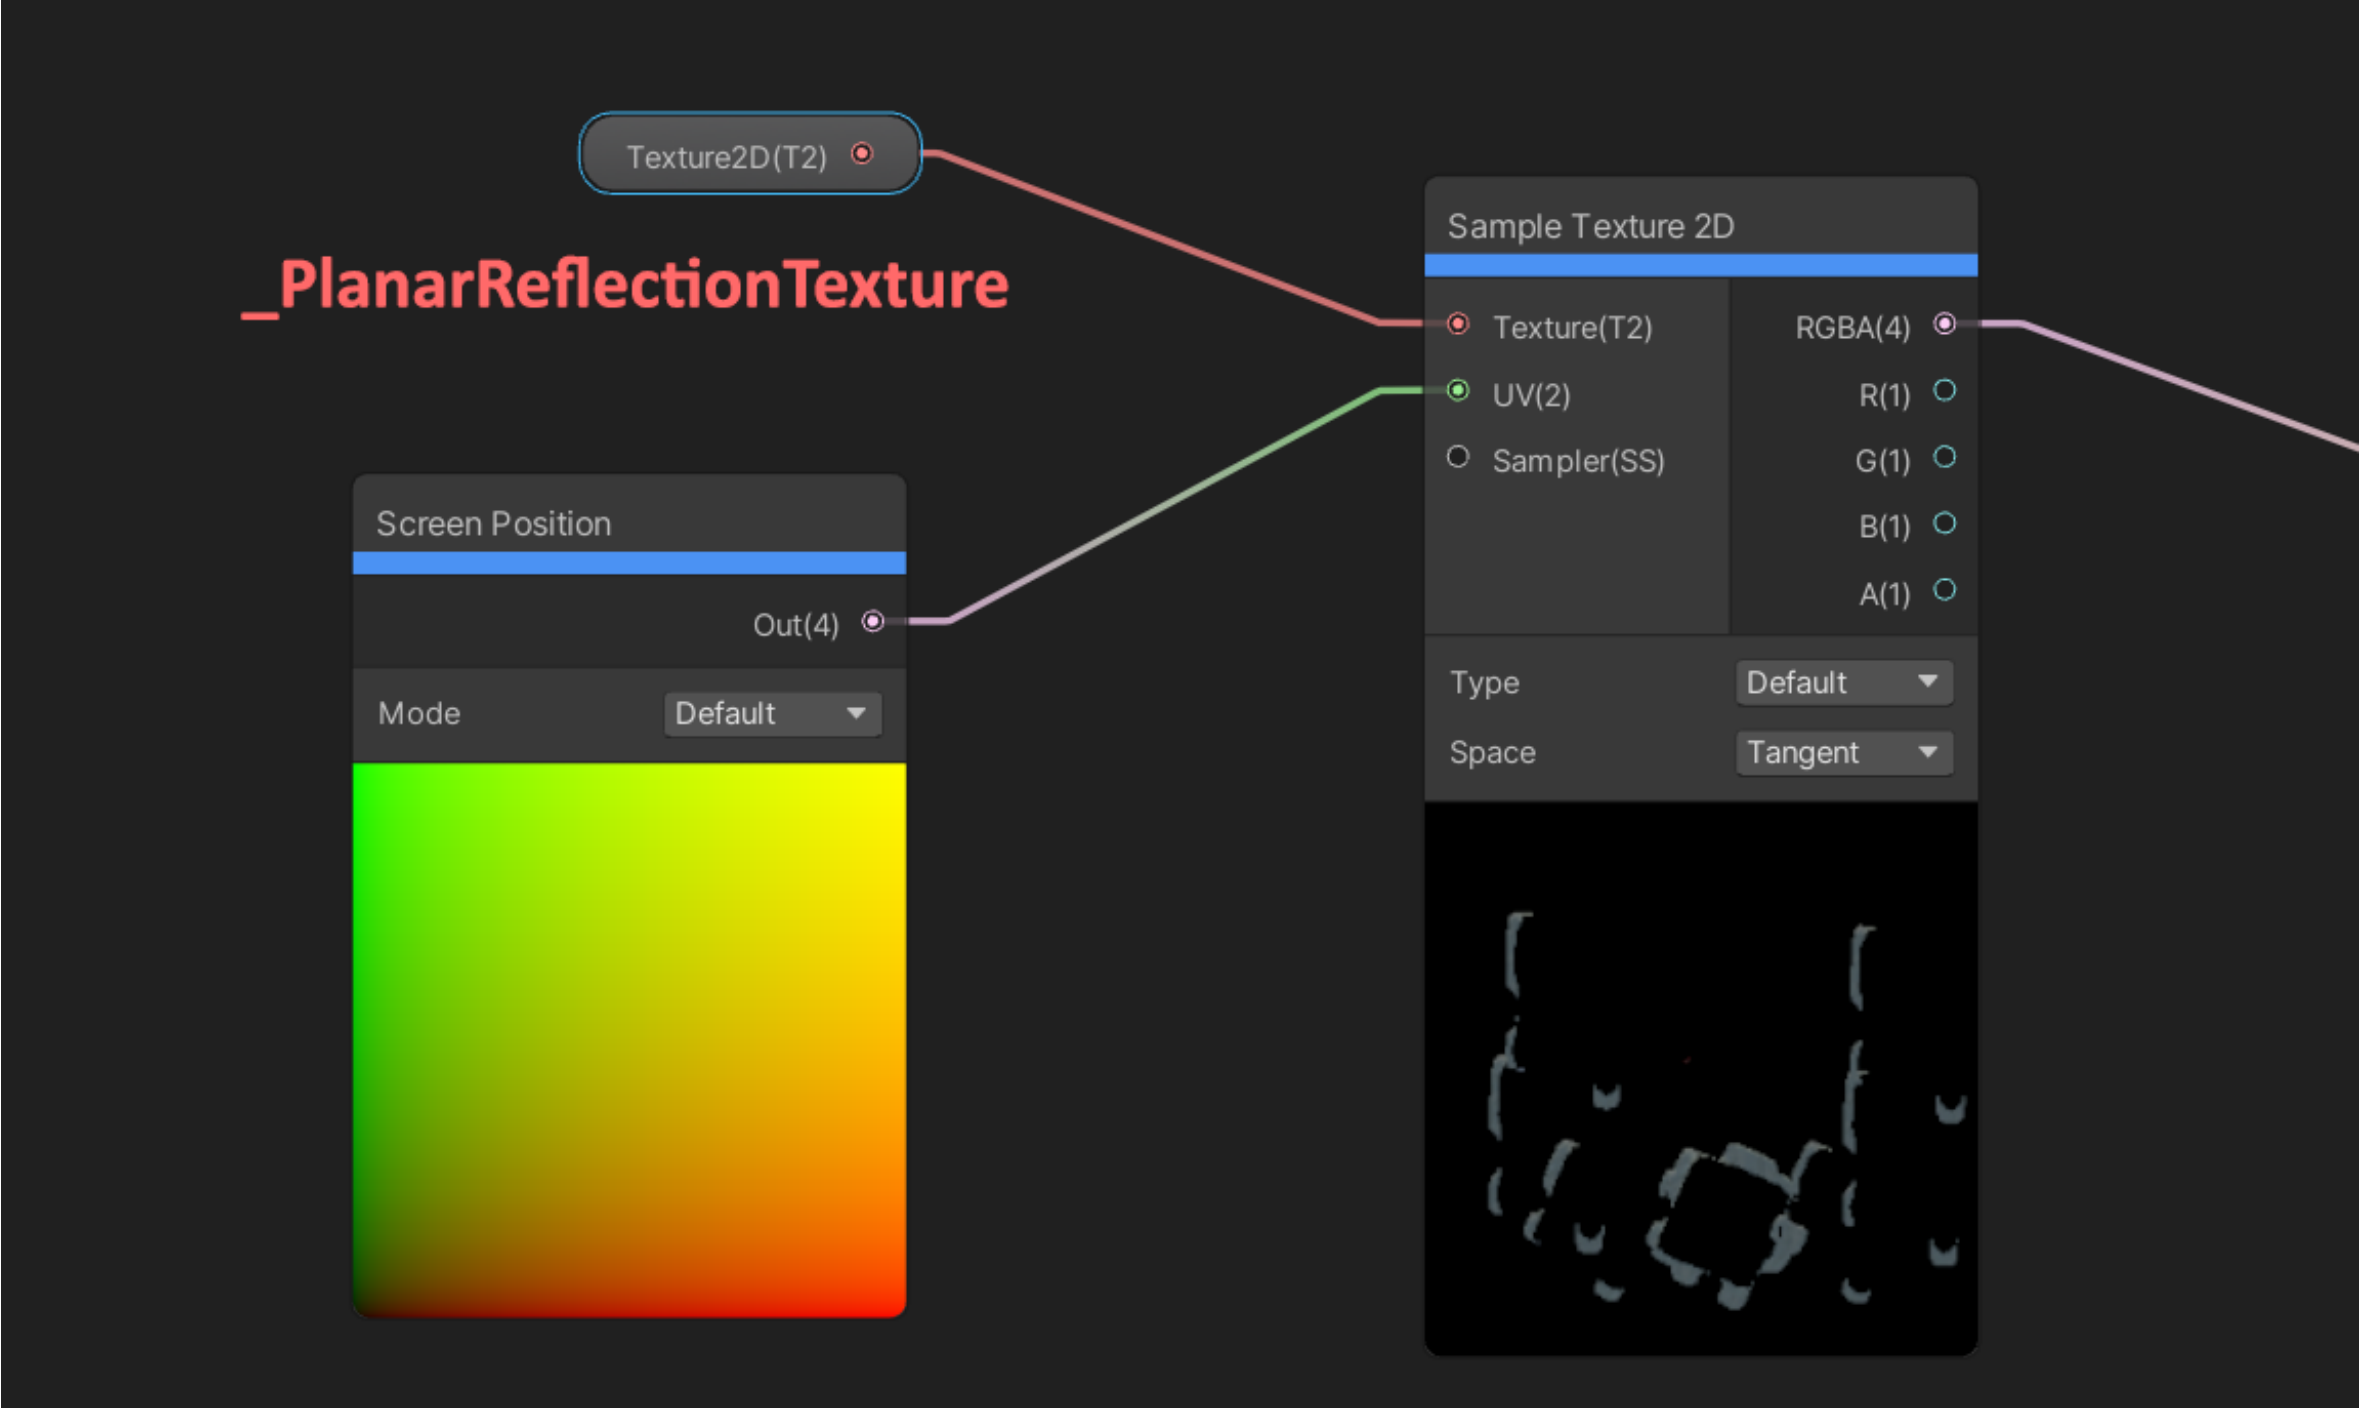 Texture2D(T2)
_PlanarReflectionTexture
Sample Texture 2D
Texture(T2)
RGBA(4)
UV(2)
R(1)
Sampler(SS)
G(1)
B(1)
A(1)
Type
Default
Space
Tangent
Screen Position
Out(4)
Mode
Default